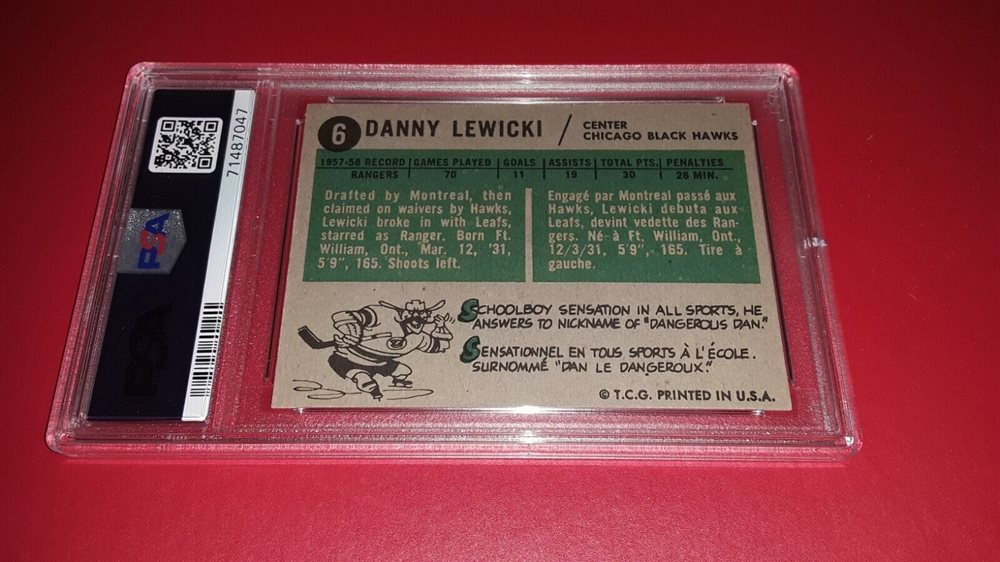 71487047
PSA
PSA
6 DANNY LEWICKI / CENTER
CHICAGO BLACK HAWKS
1957-58 RECORD GAMES PLAYED GOALS ASSISTS TOTAL PTS. PENALTIES
RANGERS 70 11 19 30 26 MIN.
Drafted by Montreal, then
claimed on waivers by Hawks,
Lewicki broke in with Leafs,
starred as Ranger. Born Ft.
William, Ont., Mar. 12, '31,
5'9", 165. Shoots left.
Engagé par Montreal passé aux
Hawks, Lewicki debuta aux
Leafs, devint vedette des Ran-
gers. Né-à Ft. William, Ont.,
12/3/31, 5'9", -165. Tire à
gauche.
SCHOOLBOY SENSATION IN ALL SPORTS, HE
ANSWERS TO NICKNAME OF "DANGEROUS DAN."
SENSATIONNEL EN TOUS SPORTS À L'ÉCOLE.
SURNOMMÉ "DAN LE DANGEROUX."
© T.C.G. PRINTED IN U.S.A.